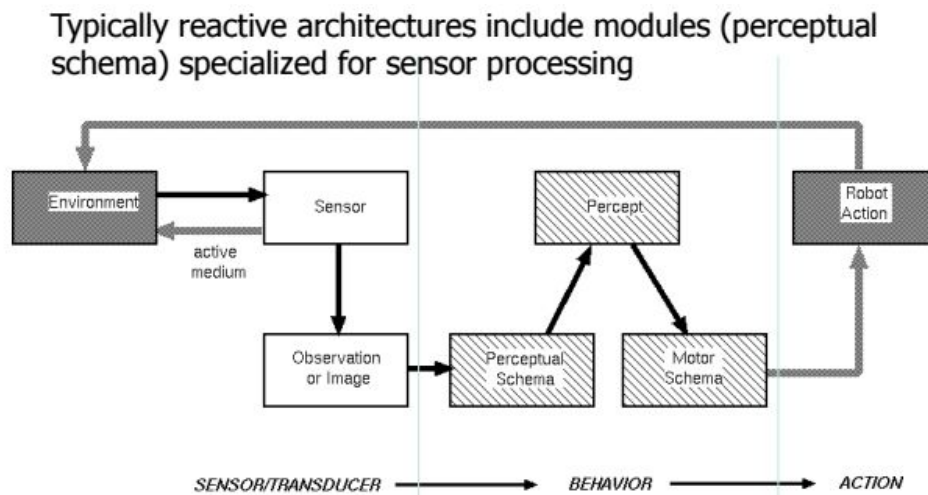 Typically reactive architectures include modules (perceptual
schema) specialized for sensor processing
Environment
Sensor
Percept
Robot
Action
active
medium
Observation
or Image
Perceptual
Schema
Motor
Schema
SENSOR/TRANSDUCER
BEHAVIOR
ACTION